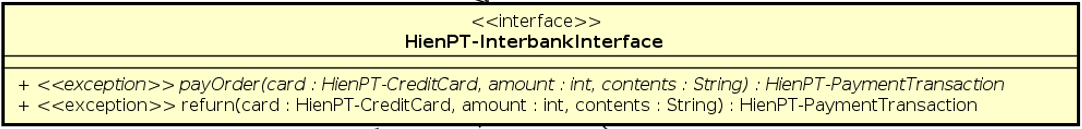 <<interface>>
HienPT-InterbankInterface
+ <<exception>> payOrder(card : HienPT-CreditCard, amount : int, contents : String) : HienPT-PaymentTransaction
+ <<exception>> refurn(card : HienPT-CreditCard, amount : int, contents : String) : HienPT-PaymentTransaction